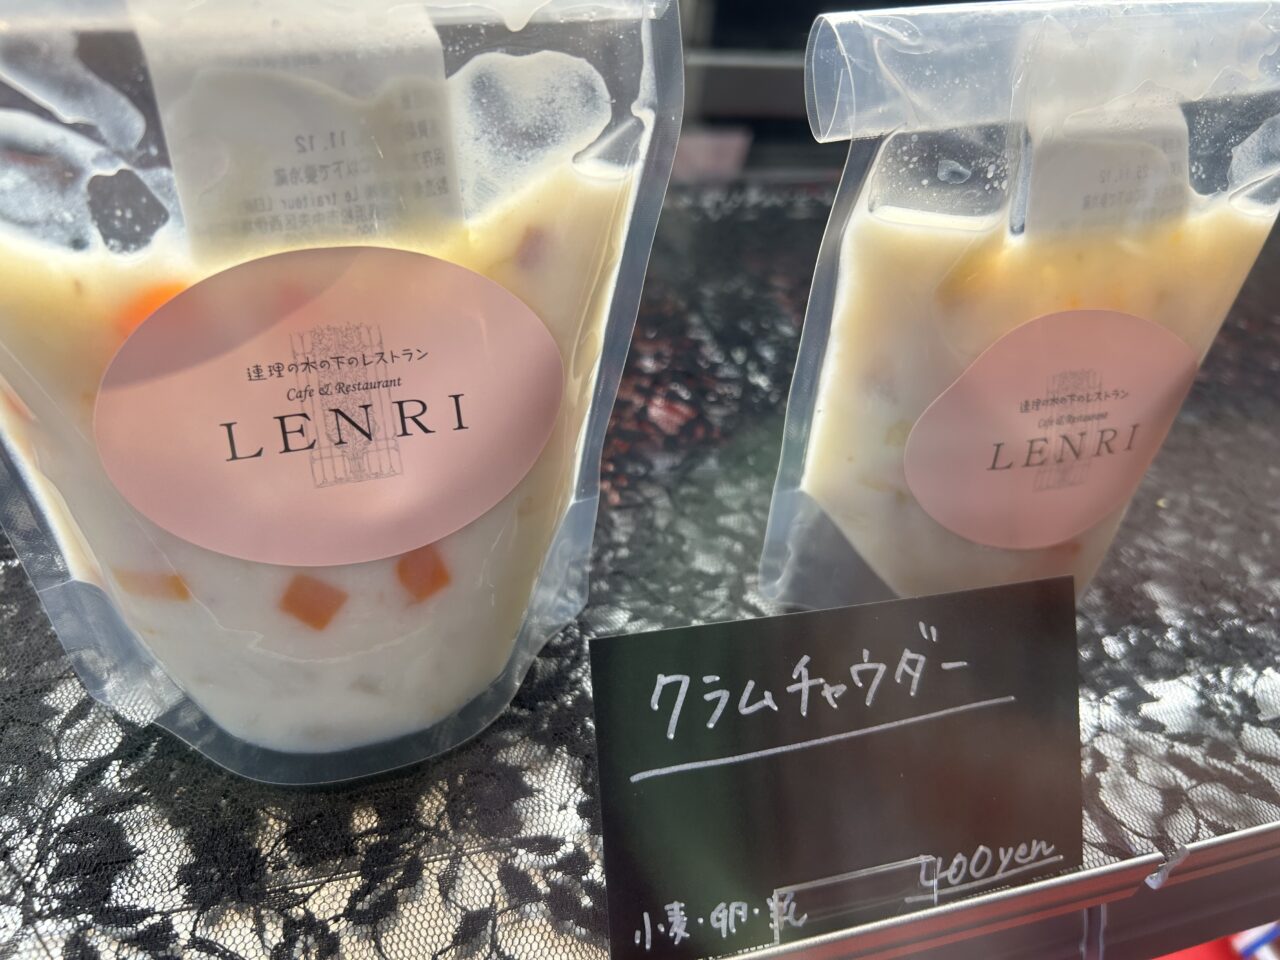 連理の木の下のレストラン
Cafe & Restaurant
LENRI
11.12
連理の木の下のレストラン
Cafe & Restaurant
LENRI
クラムチャウダー
400yen
小麦・卵・乳